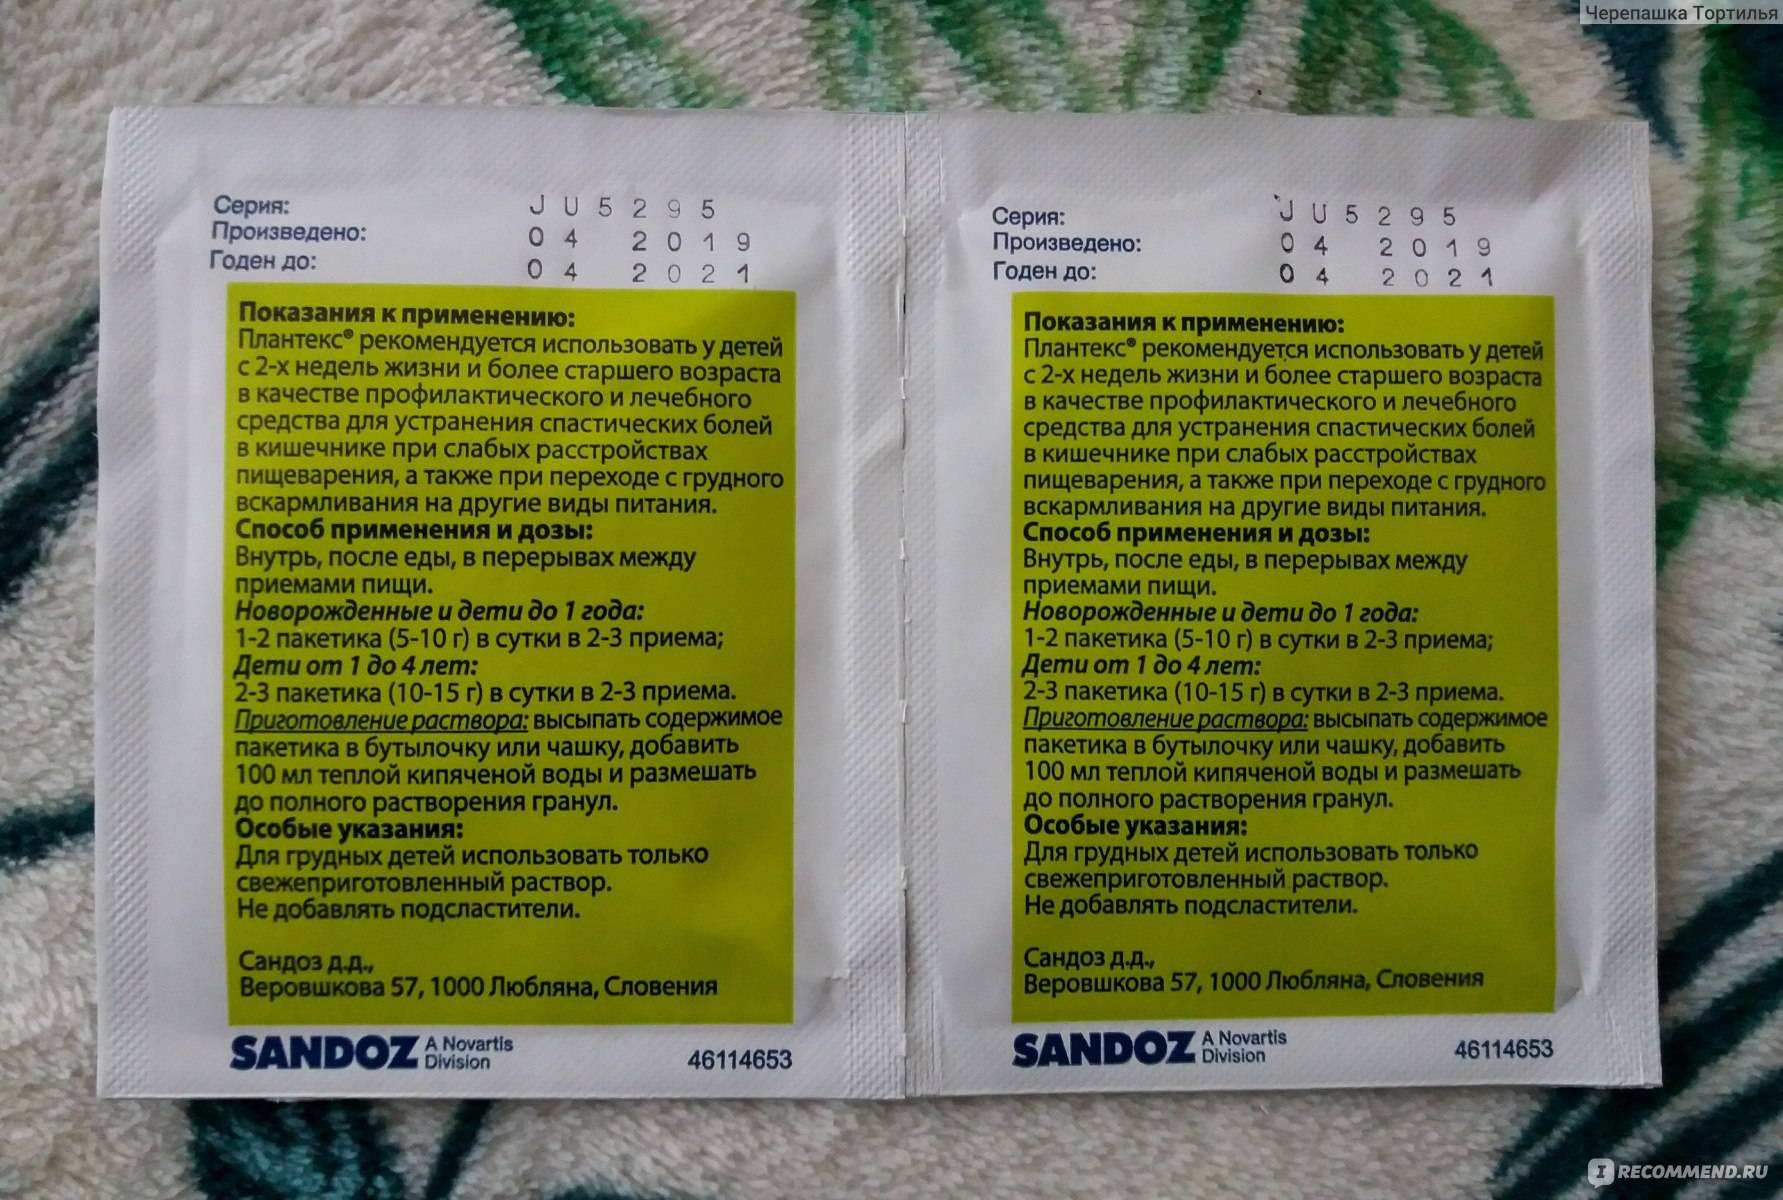 Черепашка Тортилья
Серия: JU5295
Произведено: 04 2019
Годен до: 04 2021
Показания к применению:
Плантекс® рекомендуется использовать у детей
с 2-х недель жизни и более старшего возраста
в качестве профилактического и лечебного
средства для устранения спастических болей
в кишечнике при слабых расстройствах
пищеварения, а также при переходе с грудного
вскармливания на другие виды питания.
Способ применения и дозы:
Внутрь, после еды, в перерывах между
приемами пищи.
Новорожденные и дети до 1 года:
1-2 пакетика (5-10 г) в сутки в 2-3 приема;
Дети от 1 до 4 лет:
2-3 пакетика (10-15 г) в сутки в 2-3 приема.
Приготовление раствора: высыпать содержимое
пакетика в бутылочку или чашку, добавить
100 мл теплой кипяченой воды и размешать
до полного растворения гранул.
Особые указания:
Для грудных детей использовать только
свежеприготовленный раствор.
Не добавлять подсластители.
Сандоз д.д.,
Веровшкова 57, 1000 Любляна, Словения
SANDOZ A Novartis
Division
46114653
Серия: JU5295
Произведено: 04 2019
Годен до: 04 2021
Показания к применению:
Плантекс® рекомендуется использовать у детей
с 2-х недель жизни и более старшего возраста
в качестве профилактического и лечебного
средства для устранения спастических болей
в кишечнике при слабых расстройствах
пищеварения, а также при переходе с грудного
вскармливания на другие виды питания.
Способ применения и дозы:
Внутрь, после еды, в перерывах между
приемами пищи.
Новорожденные и дети до 1 года:
1-2 пакетика (5-10 г) в сутки в 2-3 приема;
Дети от 1 до 4 лет:
2-3 пакетика (10-15 г) в сутки в 2-3 приема.
Приготовление раствора: высыпать содержимое
пакетика в бутылочку или чашку, добавить
100 мл теплой кипяченой воды и размешать
до полного растворения гранул.
Особые указания:
Для грудных детей использовать только
свежеприготовленный раствор.
Не добавлять подсластители.
Сандоз д.д.,
Веровшкова 57, 1000 Любляна, Словения
SANDOZ A Novartis
Division
46114653
IRECOMMEND.RU